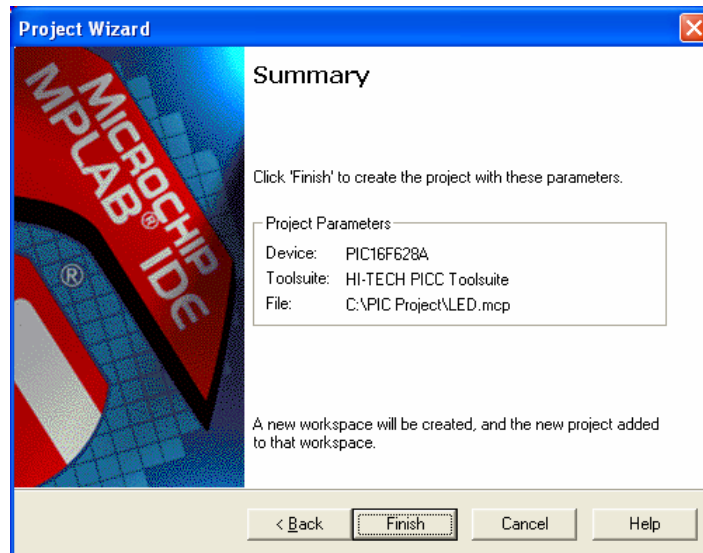 Project Wizard
MICROCHIP
MPLAB® IDE
®
Summary
Click 'Finish' to create the project with these parameters.
Project Parameters
Device: PIC16F628A
Toolsuite: HI-TECH PICC Toolsuite
File: C:\PIC Project\LED.mcp
A new workspace will be created, and the new project added
to that workspace.
< Back Finish Cancel Help